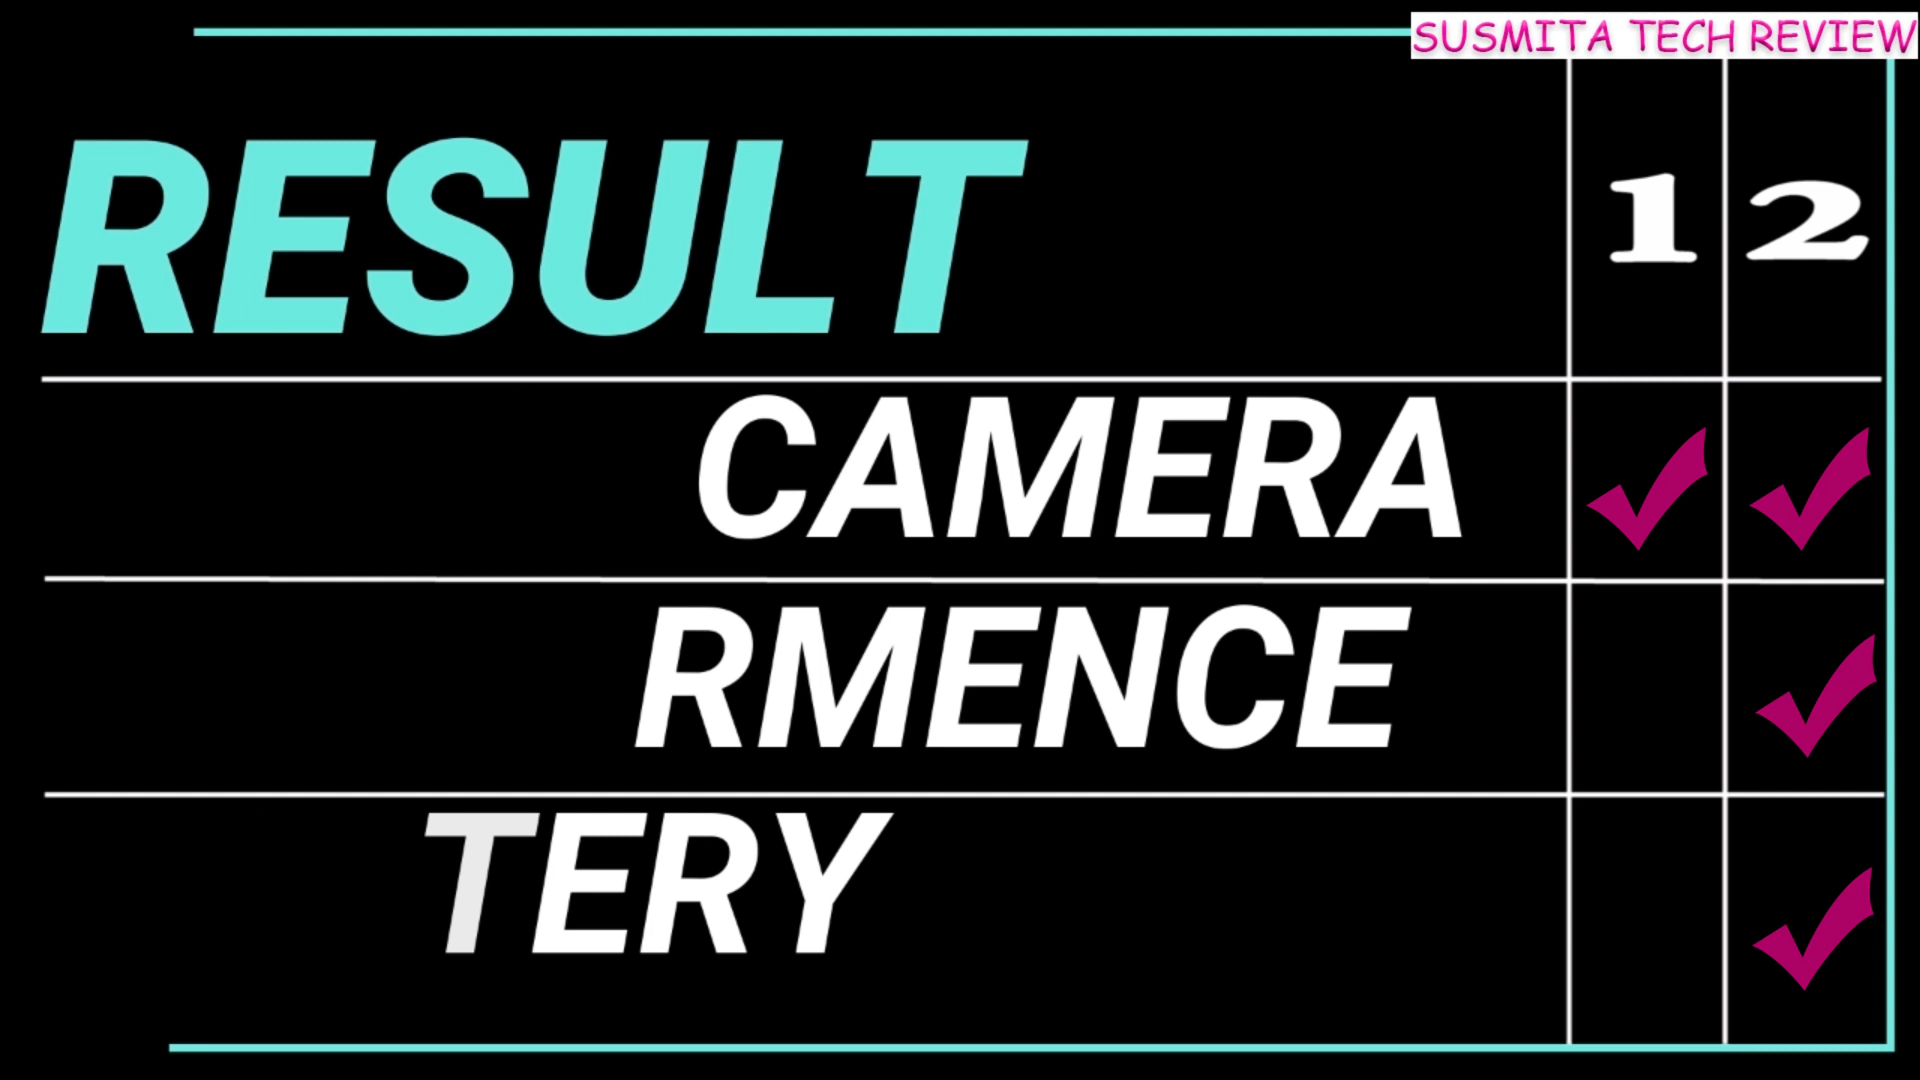 SUSMITA TECH REVIEW
RESULT 1 2
CAMERA
RMENCE
TERY